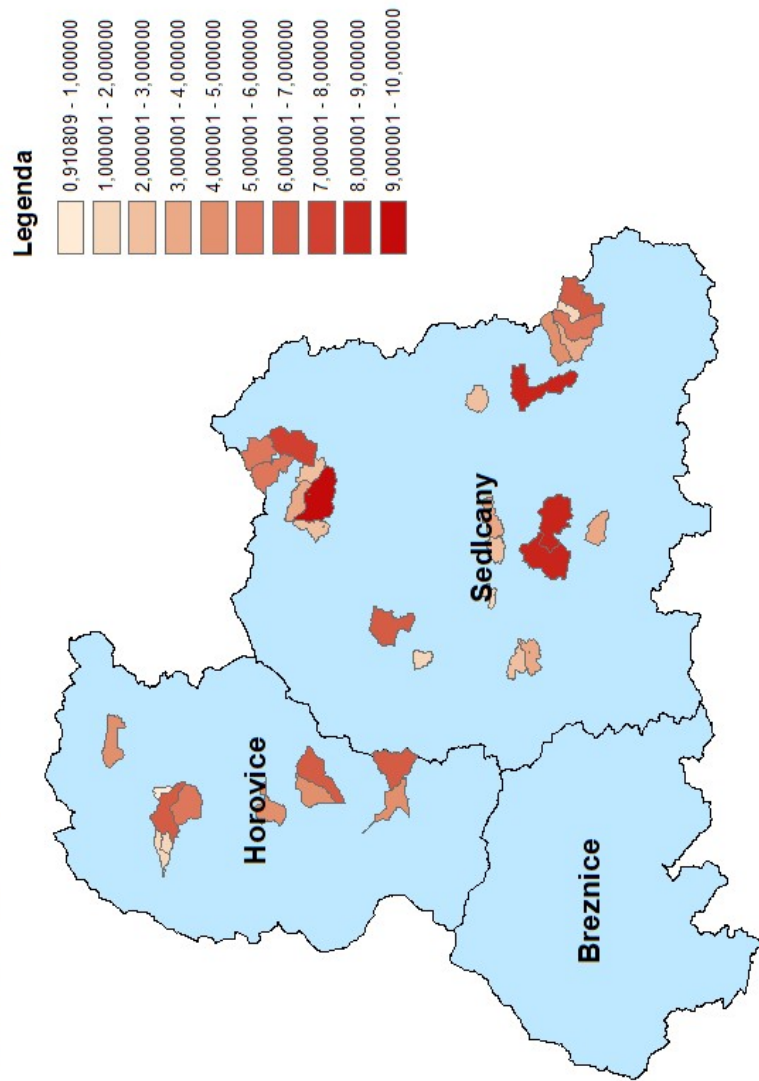 Legenda
0,910809 - 1,000000
1,000001 - 2,000000
2,000001 - 3,000000
3,000001 - 4,000000
4,000001 - 5,000000
5,000001 - 6,000000
6,000001 - 7,000000
7,000001 - 8,000000
8,000001 - 9,000000
9,000001 - 10,000000
Horovice
Sedlcany
Breznice